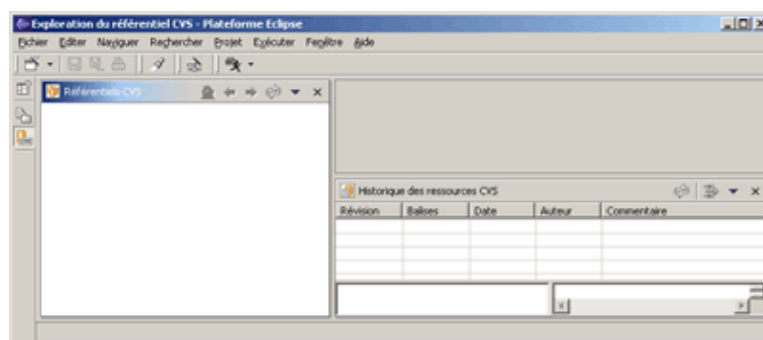 Exploration du référentiel CVS - Plateforme Eclipse
Fichier Editer Naviguer Rechercher Projet Exécuter Fenêtre Aide
Référentiels CVS
Historique des ressources CVS
Révision Balises Date Auteur Commentaire